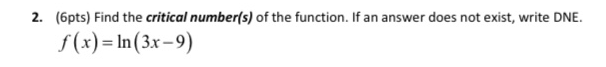 2. (6pts) Find the critical number(s) of the function. If an answer does not exist, write DNE.
f(x)=ln(3x−9)